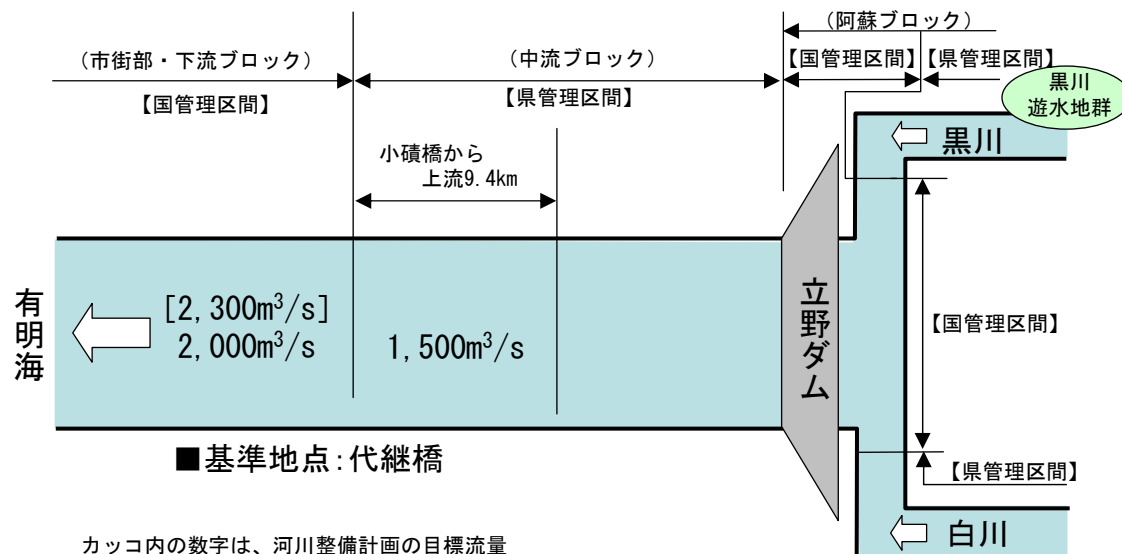 （阿蘇ブロック）
（市街部・下流ブロック）
（中流ブロック）
【国管理区間】
【県管理区間】
【国管理区間】
【県管理区間】
黒川
遊水地群
小磧橋から
上流9.4km
黒川
有明海
[2,300m³/s]
2,000m³/s
1,500m³/s
立野ダム
【国管理区間】
■基準地点:代継橋
【県管理区間】
白川
カッコ内の数字は、河川整備計画の目標流量